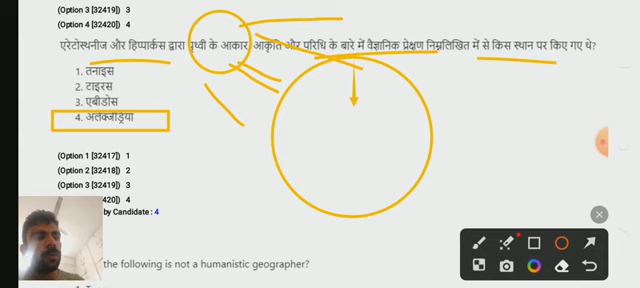 (Option 3 [32419]) 3
(Option 4 [32420]) 4
एरेटोस्थनीज और हिप्पार्कस द्वारा पृथ्वी के आकार, आकृति और परिधि के बारे में वैज्ञानिक प्रेक्षण निम्नलिखित में से किस स्थान पर किए गए थे?
1. तनाइस
2. टाइरस
3. एबीडोस
4. अलेक्जेंड्रिया
(Option 1 [32417]) 1
(Option 2 [32418]) 2
(Option 3 [32419]) 3
420]) 4
by Candidate : 4
the following is not a humanistic geographer?